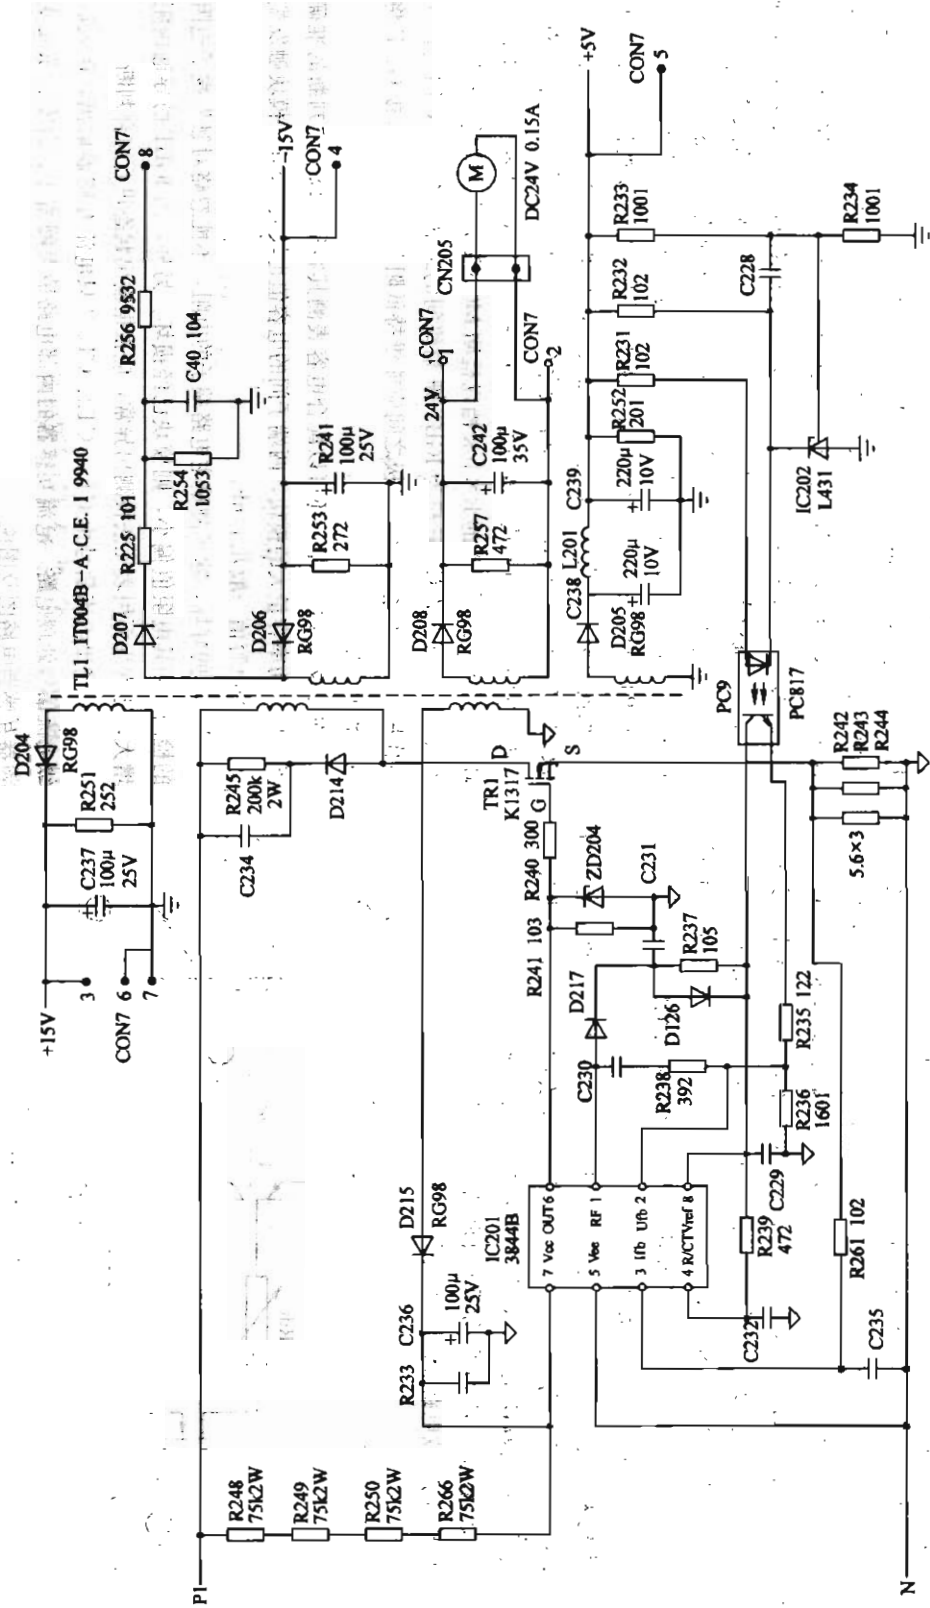 P1
R248
75k2W
R249
75k2W
R250
75k2W
R266
75k2W
N
+15V
3
CON7 6
7
C237
100μ
25V
R251
252
D204
RG98
C234
R245
200k
2W
D214
TL1 IT004B-A C.E. 1 9940
D207
R225 101
R254
1053
C40 104
R256 9532
CON7
8
D206
RG98
R253
272
R241
100μ
25V
-15V
CON7
4
D208
RG98
R257
472
C242
100μ
35V
24V
CON7
1
CN205
M
DC24V 0.15A
CON7
2
R233
C236
100μ
25V
D215
RG98
IC201
3844B
7 Vcc OUT 6
5 Vee RF 1
3 Ifb Ufb 2
4 R/CT Vref 8
R241 103
R240 300
TR1
K1317
D
G
S
ZD204
C231
D217
C230
R238
392
D126
R237
105
R235 122
R236
1601
C229
R239
472
C232
R261 102
C235
5.6×3
R242
R243
R244
PC9
PC817
D205
RG98
C238
220μ
10V
L201
C239
220μ
10V
R252
201
R231
102
R232
102
R233
1001
+5V
CON7
5
C228
R234
1001
IC202
L431